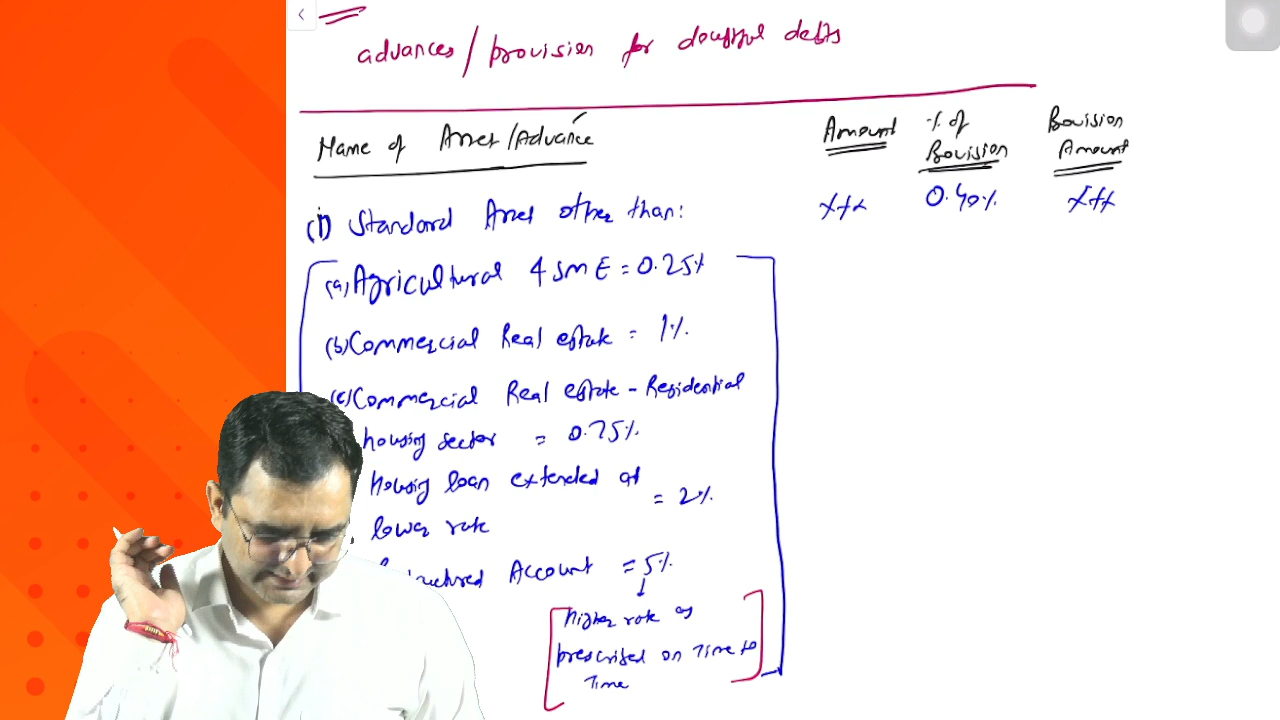 advances/provision for doubtful debts
Name of Asset/Advance Amount % of Provision Provision Amount
(1) Standard Asset other than: xxx 0.40% xxx
(a) Agricultural & SME = 0.25%
(b) Commercial Real estate = 1%
(c) Commercial Real estate - Residential
housing sector = 0.75%
housing loan extended at
lower rate = 2%
Account = 5%
higher rate as
prescribed on Time to
Time